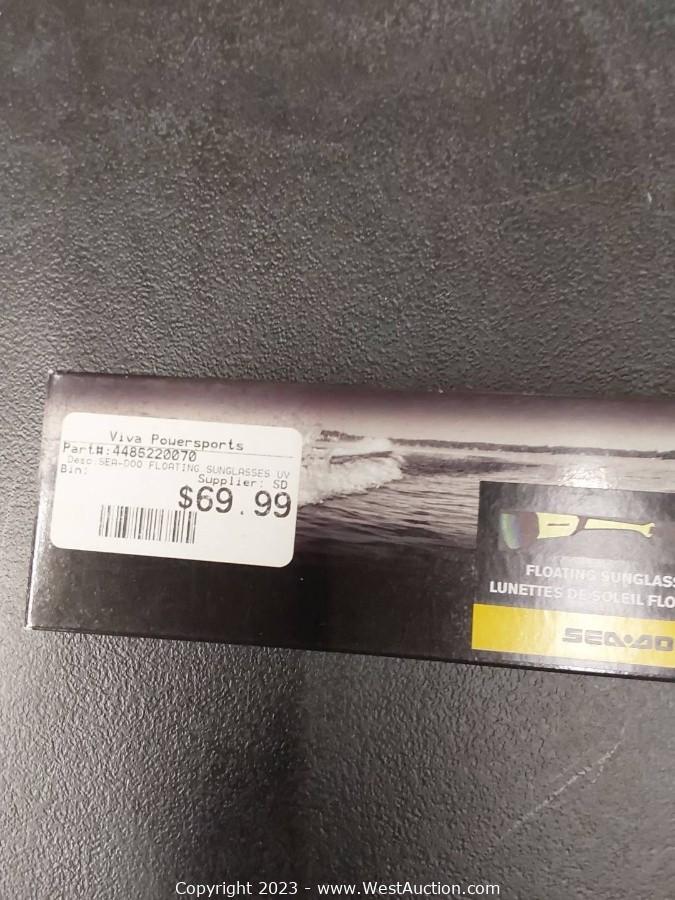 Viva Powersports
Part#:4485220070
Desc:SEA-DOO FLOATING SUNGLASSES UV
Bin:
Supplier: SD
$69.99
FLOATING SUNGLASS
LUNETTES DE SOLEIL FLO
SEA-DOO
Copyright 2023 - www.WestAuction.com